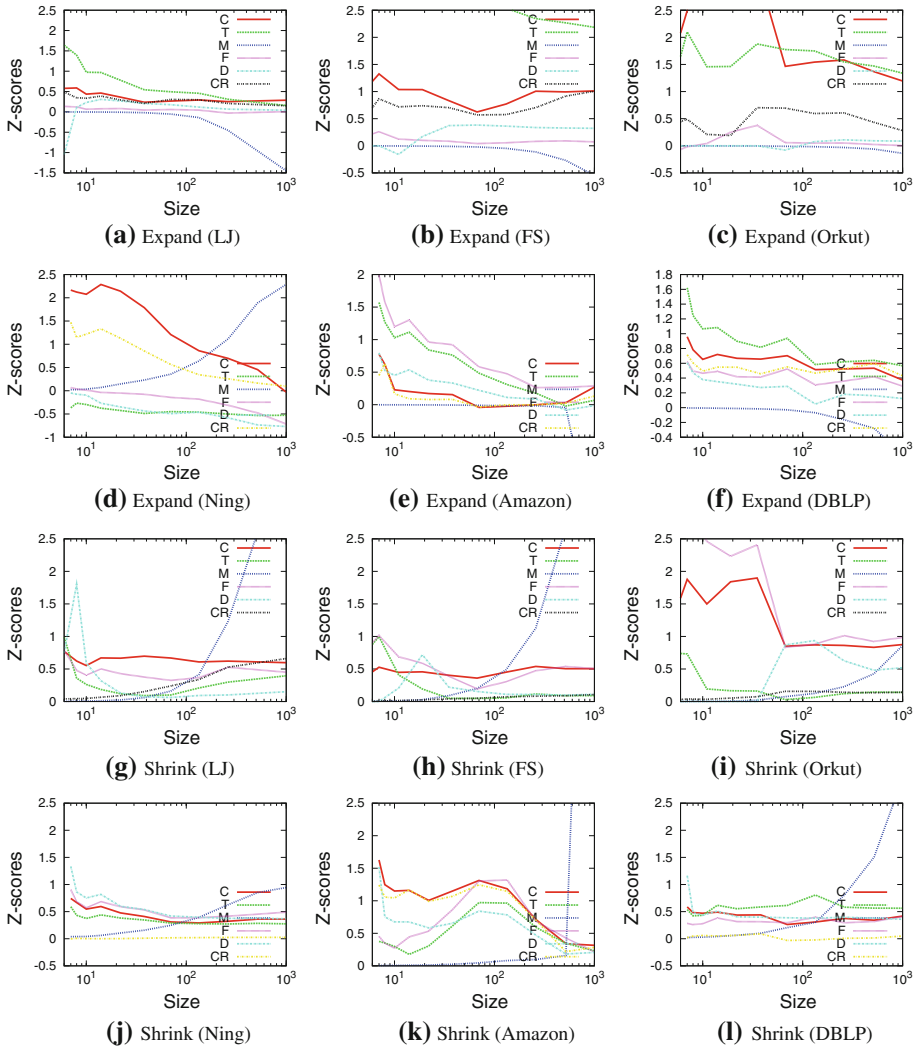 Z-scores
2.5
2
1.5
1
0.5
0
-0.5
-1
-1.5
C
T
M
F
D
CR
10¹ 10² 10³
Size
(a) Expand (LJ)
Z-scores
2.5
2
1.5
1
0.5
0
-0.5
C
T
M
F
D
CR
10¹ 10² 10³
Size
(b) Expand (FS)
Z-scores
2.5
2
1.5
1
0.5
0
-0.5
C
T
M
F
D
CR
10¹ 10² 10³
Size
(c) Expand (Orkut)
Z-scores
2.5
2
1.5
1
0.5
0
-0.5
-1
C
T
M
F
D
CR
10¹ 10² 10³
Size
(d) Expand (Ning)
Z-scores
2
1.5
1
0.5
0
-0.5
C
T
M
F
D
CR
10¹ 10² 10³
Size
(e) Expand (Amazon)
Z-scores
1.8
1.6
1.4
1.2
1
0.8
0.6
0.4
0.2
0
-0.2
-0.4
C
T
M
F
D
CR
10¹ 10² 10³
Size
(f) Expand (DBLP)
Z-scores
2.5
2
1.5
1
0.5
0
C
T
M
F
D
CR
10¹ 10² 10³
Size
(g) Shrink (LJ)
Z-scores
2.5
2
1.5
1
0.5
0
C
T
M
F
D
CR
10¹ 10² 10³
Size
(h) Shrink (FS)
Z-scores
2.5
2
1.5
1
0.5
0
C
T
M
F
D
CR
10¹ 10² 10³
Size
(i) Shrink (Orkut)
Z-scores
2.5
2
1.5
1
0.5
0
-0.5
C
T
M
F
D
CR
10¹ 10² 10³
Size
(j) Shrink (Ning)
Z-scores
2.5
2
1.5
1
0.5
0
C
T
M
F
D
CR
10¹ 10² 10³
Size
(k) Shrink (Amazon)
Z-scores
2.5
2
1.5
1
0.5
0
-0.5
C
T
M
F
D
CR
10¹ 10² 10³
Size
(l) Shrink (DBLP)